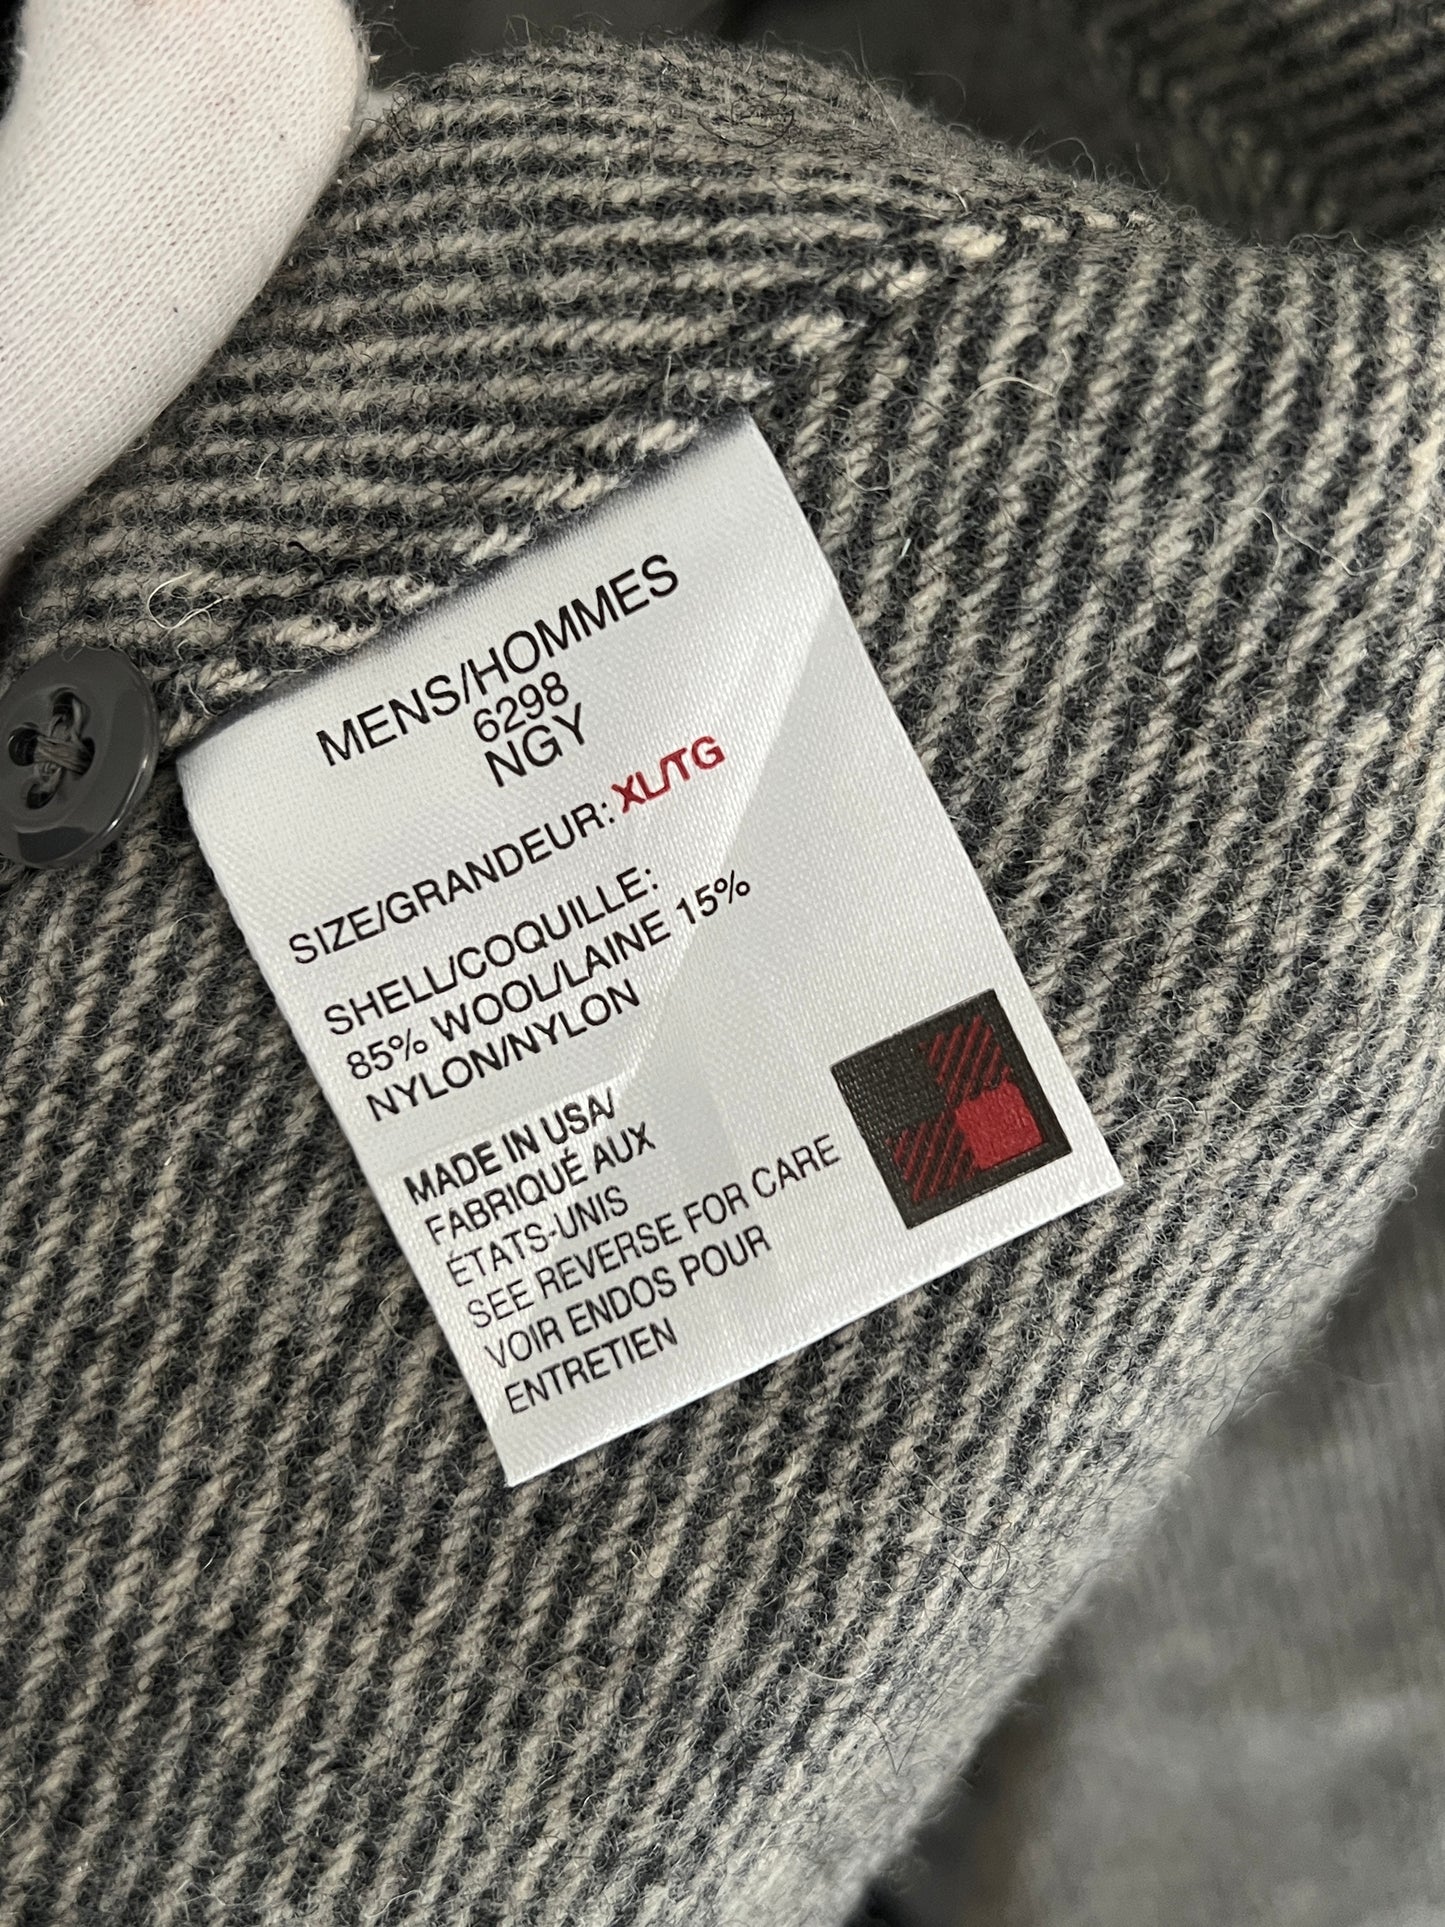 MENS/HOMMES
6298
NGY
SIZE/GRANDEUR: XL/TG
SHELL/COQUILLE:
85% WOOL/LAINE 15%
NYLON/NYLON
MADE IN USA/
FABRIQUÉ AUX
ÉTATS-UNIS
SEE REVERSE FOR CARE
VOIR ENDOS POUR
ENTRETIEN